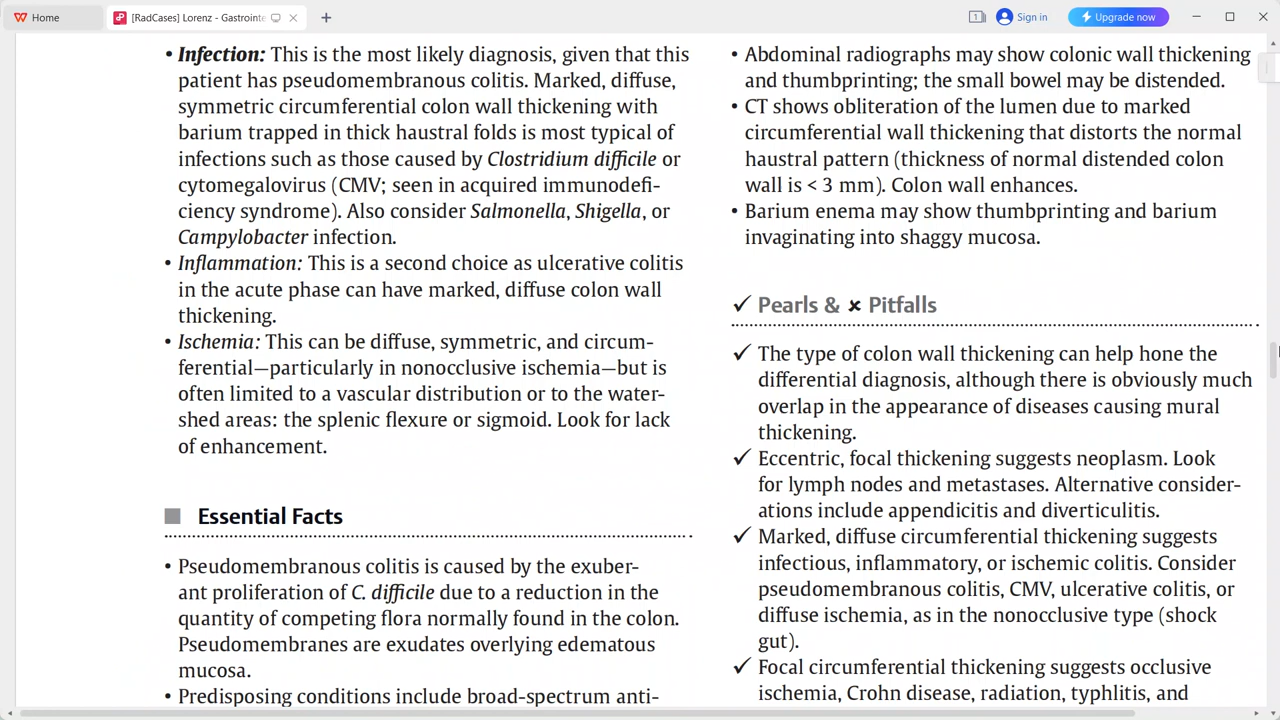 Home
[RadCases] Lorenz - Gastrointe
Sign in
Upgrade now
• Infection: This is the most likely diagnosis, given that this
patient has pseudomembranous colitis. Marked, diffuse,
symmetric circumferential colon wall thickening with
barium trapped in thick haustral folds is most typical of
infections such as those caused by Clostridium difficile or
cytomegalovirus (CMV; seen in acquired immunodefi-
ciency syndrome). Also consider Salmonella, Shigella, or
Campylobacter infection.
• Inflammation: This is a second choice as ulcerative colitis
in the acute phase can have marked, diffuse colon wall
thickening.
• Ischemia: This can be diffuse, symmetric, and circum-
ferential—particularly in nonocclusive ischemia—but is
often limited to a vascular distribution or to the water-
shed areas: the splenic flexure or sigmoid. Look for lack
of enhancement.
■ Essential Facts
• Pseudomembranous colitis is caused by the exuber-
ant proliferation of C. difficile due to a reduction in the
quantity of competing flora normally found in the colon.
Pseudomembranes are exudates overlying edematous
mucosa.
• Predisposing conditions include broad-spectrum anti-
• Abdominal radiographs may show colonic wall thickening
and thumbprinting; the small bowel may be distended.
• CT shows obliteration of the lumen due to marked
circumferential wall thickening that distorts the normal
haustral pattern (thickness of normal distended colon
wall is < 3 mm). Colon wall enhances.
• Barium enema may show thumbprinting and barium
invaginating into shaggy mucosa.
✓ Pearls & ✗ Pitfalls
✓ The type of colon wall thickening can help hone the
differential diagnosis, although there is obviously much
overlap in the appearance of diseases causing mural
thickening.
✓ Eccentric, focal thickening suggests neoplasm. Look
for lymph nodes and metastases. Alternative consider-
ations include appendicitis and diverticulitis.
✓ Marked, diffuse circumferential thickening suggests
infectious, inflammatory, or ischemic colitis. Consider
pseudomembranous colitis, CMV, ulcerative colitis, or
diffuse ischemia, as in the nonocclusive type (shock
gut).
✓ Focal circumferential thickening suggests occlusive
ischemia, Crohn disease, radiation, typhlitis, and